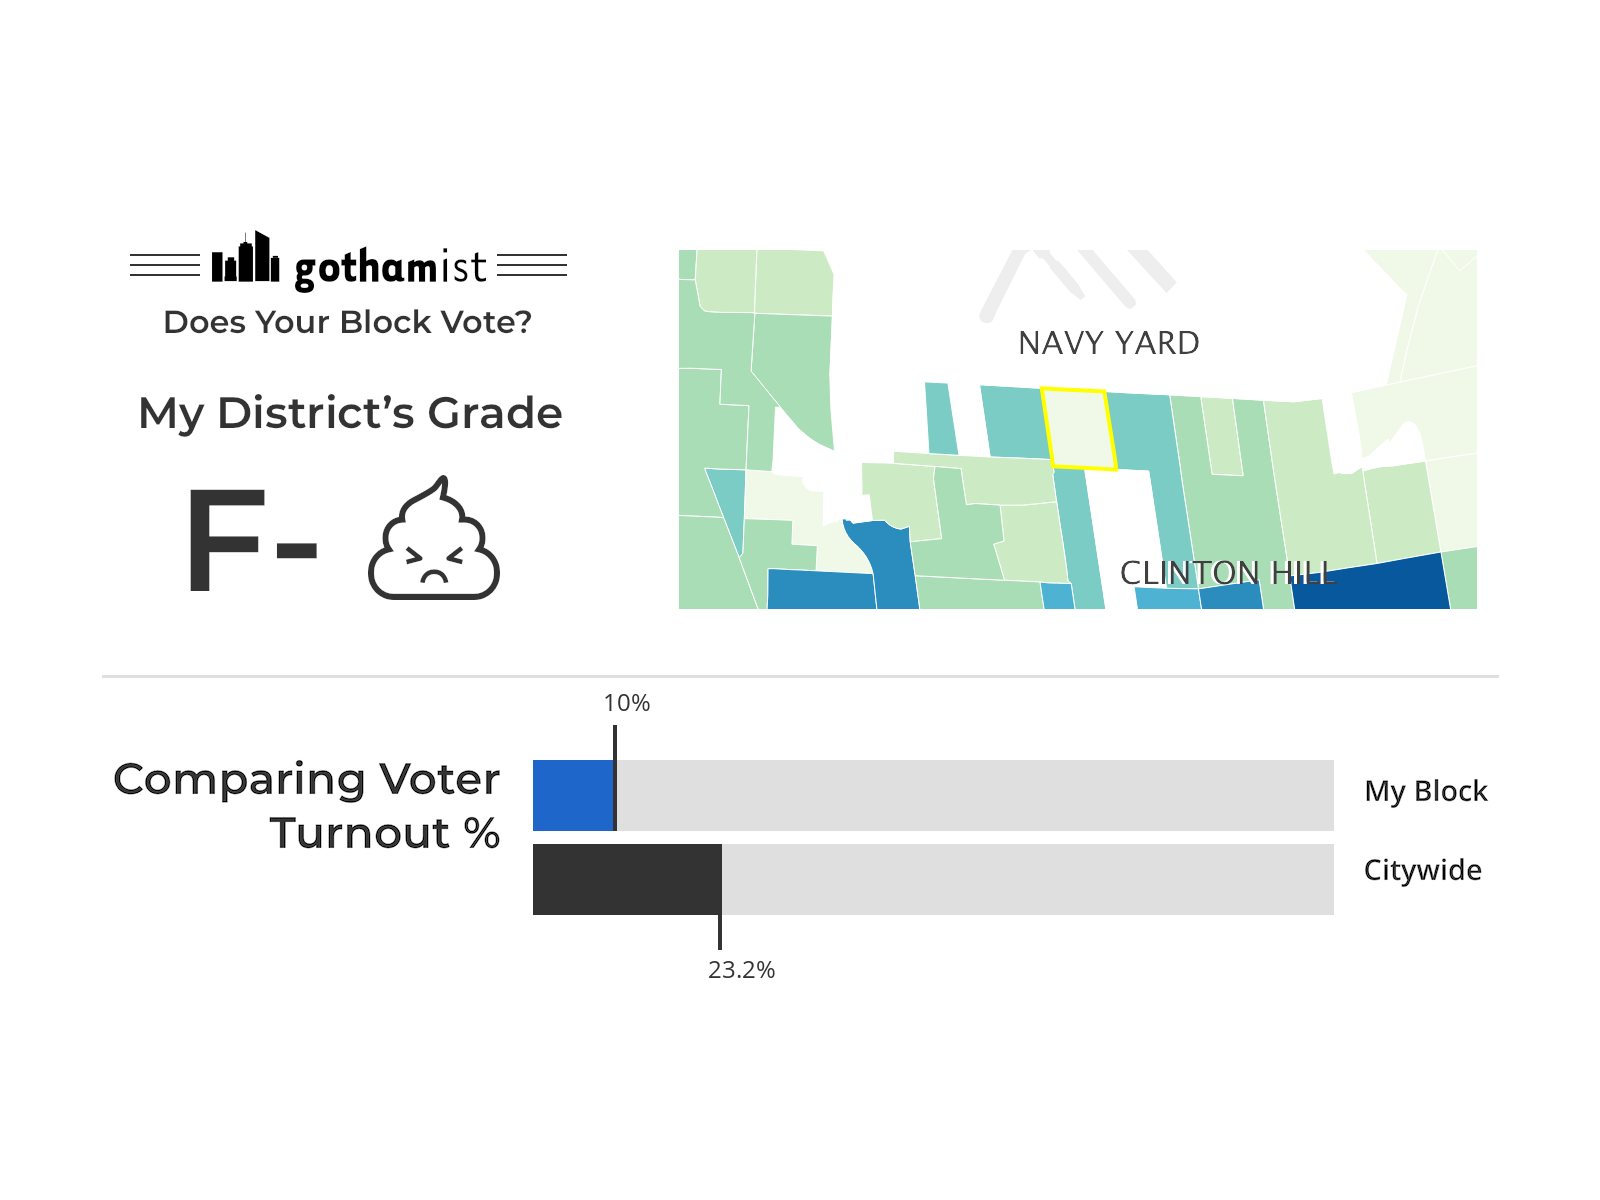 gothamist
Does Your Block Vote?
My District’s Grade
F-
NAVY YARD
CLINTON HILL
10%
Comparing Voter
Turnout %
My Block
Citywide
23.2%